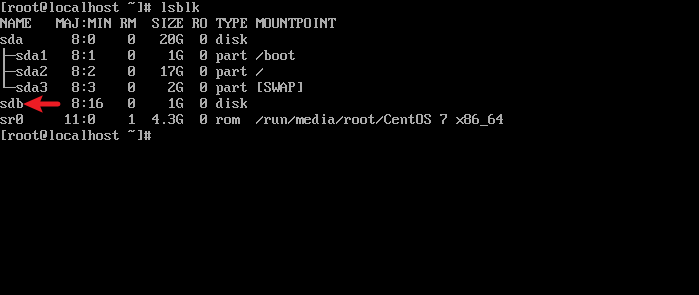 [root@localhost ~]# lsblk
NAME   MAJ:MIN RM  SIZE RO TYPE MOUNTPOINT
sda      8:0    0   20G  0 disk
├─sda1   8:1    0    1G  0 part /boot
├─sda2   8:2    0   17G  0 part /
└─sda3   8:3    0    2G  0 part [SWAP]
sdb      8:16   0    1G  0 disk
sr0     11:0    1  4.3G  0 rom  /run/media/root/CentOS 7 x86_64
[root@localhost ~]#